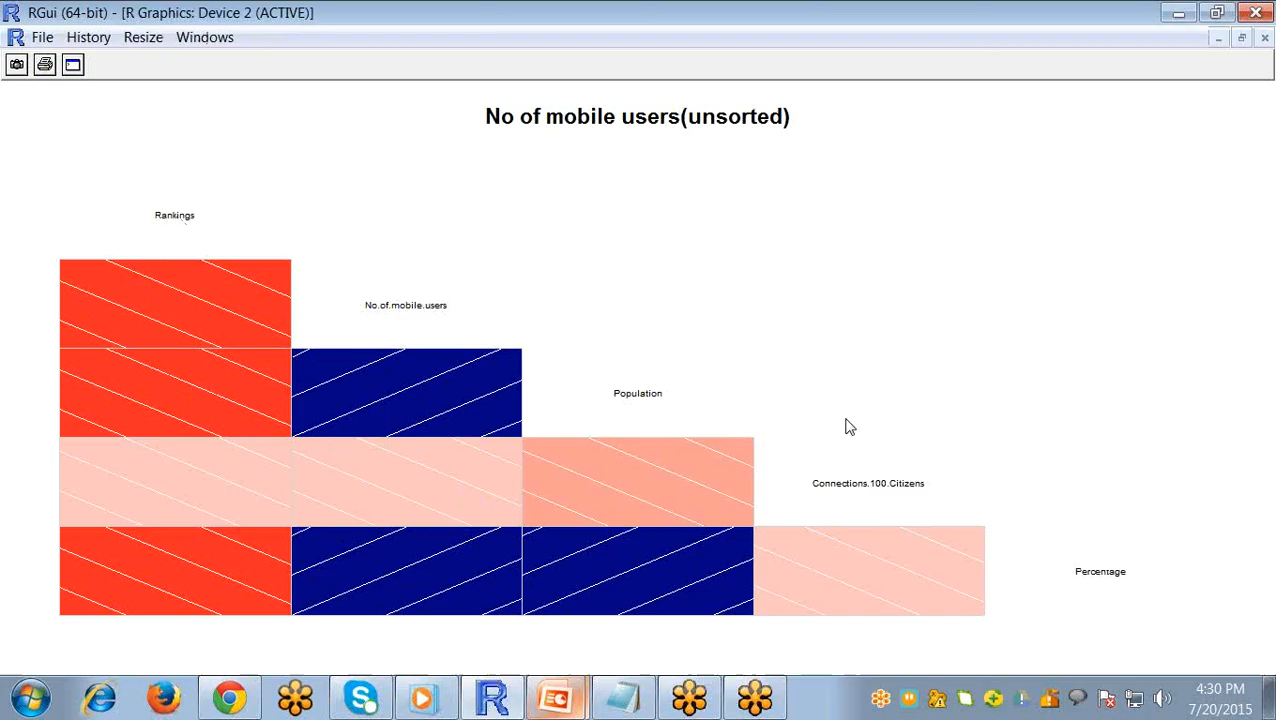 RGui (64-bit) - [R Graphics: Device 2 (ACTIVE)]
File History Resize Windows
No of mobile users(unsorted)
Rankings
No.of.mobile.users
Population
Connections.100.Citizens
Percentage
4:30 PM
7/20/2015